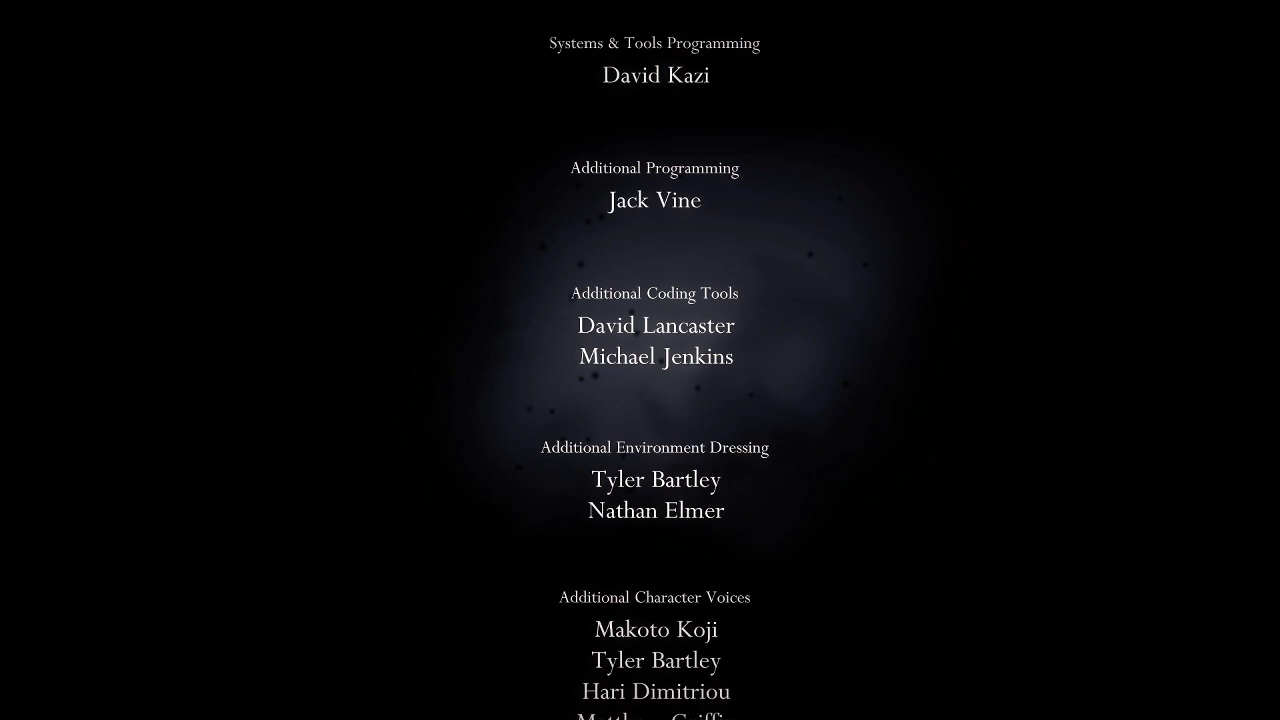 Systems & Tools Programming
David Kazi
Additional Programming
Jack Vine
Additional Coding Tools
David Lancaster
Michael Jenkins
Additional Environment Dressing
Tyler Bartley
Nathan Elmer
Additional Character Voices
Makoto Koji
Tyler Bartley
Hari Dimitriou